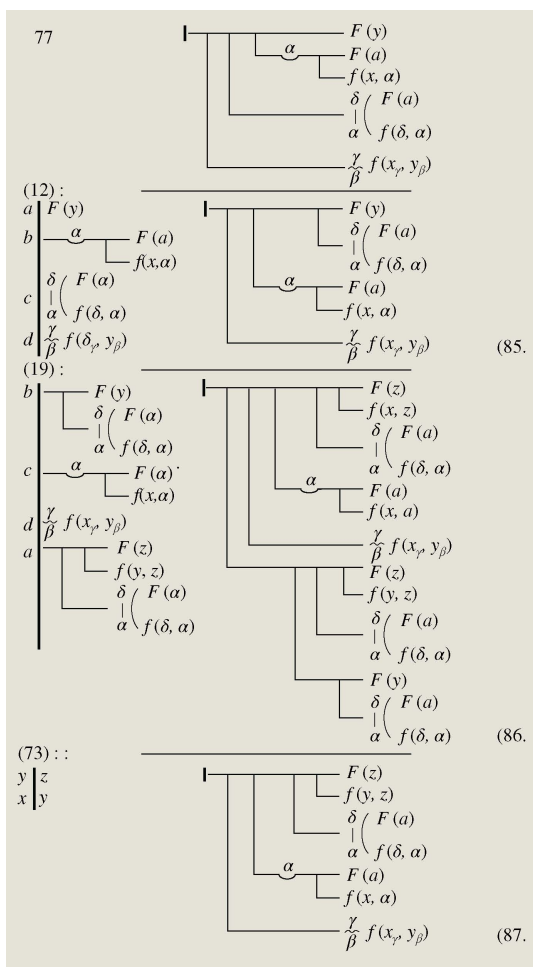 77
F (y)
α F (a)
f (x, α)
δ F (a)
α f (δ, α)
γ
β f (x_γ, y_β)
(12) :
a F (y)
F (y)
b α F (a)
f(x,α)
δ F (a)
α f (δ, α)
c δ F (α)
α f (δ, α)
α F (a)
f (x, α)
d γ
β f (δ_γ, y_β)
γ
β f (x_γ, y_β)
(85.
(19) :
b F (y)
δ F (α)
α f (δ, α)
c α F (α)
f(x,α)
d γ
β f (x_γ, y_β)
a F (z)
f (y, z)
δ F (α)
α f (δ, α)
F (z)
f (x, z)
δ F (a)
α f (δ, α)
α F (a)
f (x, a)
γ
β f (x_γ, y_β)
F (z)
f (y, z)
δ F (a)
α f (δ, α)
F (y)
δ F (a)
α f (δ, α)
(86.
(73) : :
y z
x y
F (z)
f (y, z)
δ F (a)
α f (δ, α)
α F (a)
f (x, α)
γ
β f (x_γ, y_β)
(87.